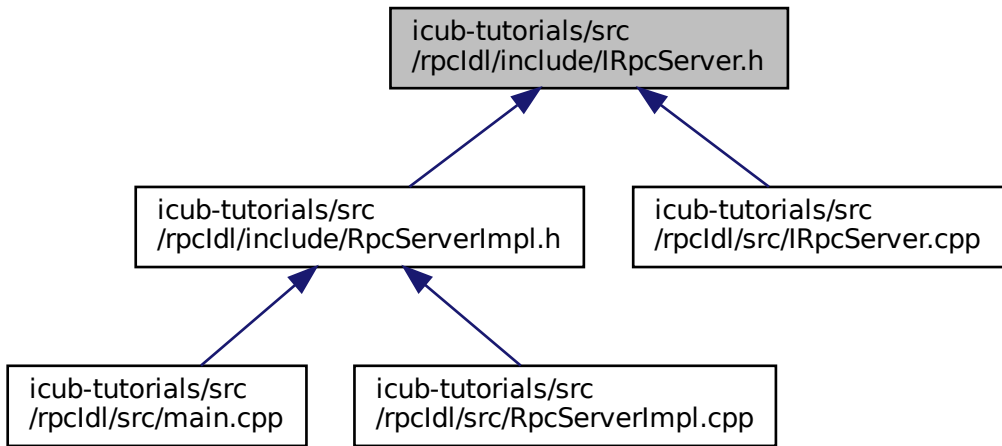 icub-tutorials/src
/rpcIdl/include/IRpcServer.h
icub-tutorials/src
/rpcIdl/include/RpcServerImpl.h
icub-tutorials/src
/rpcIdl/src/IRpcServer.cpp
icub-tutorials/src
/rpcIdl/src/main.cpp
icub-tutorials/src
/rpcIdl/src/RpcServerImpl.cpp